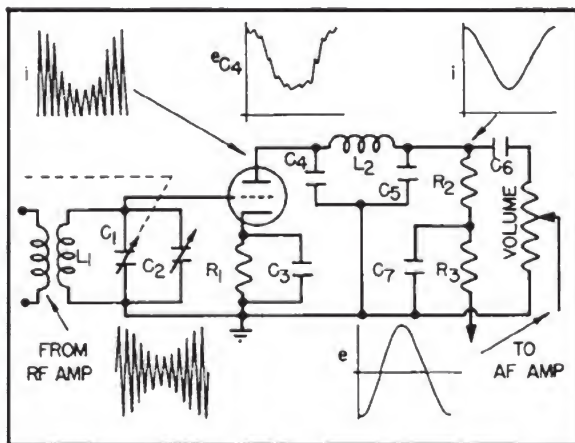 i
eC4
i
C4
L2
C5
R2
C6
VOLUME
C1
L1
C2
R1
C3
C7
R3
FROM
RF AMP
e
TO
AF AMP